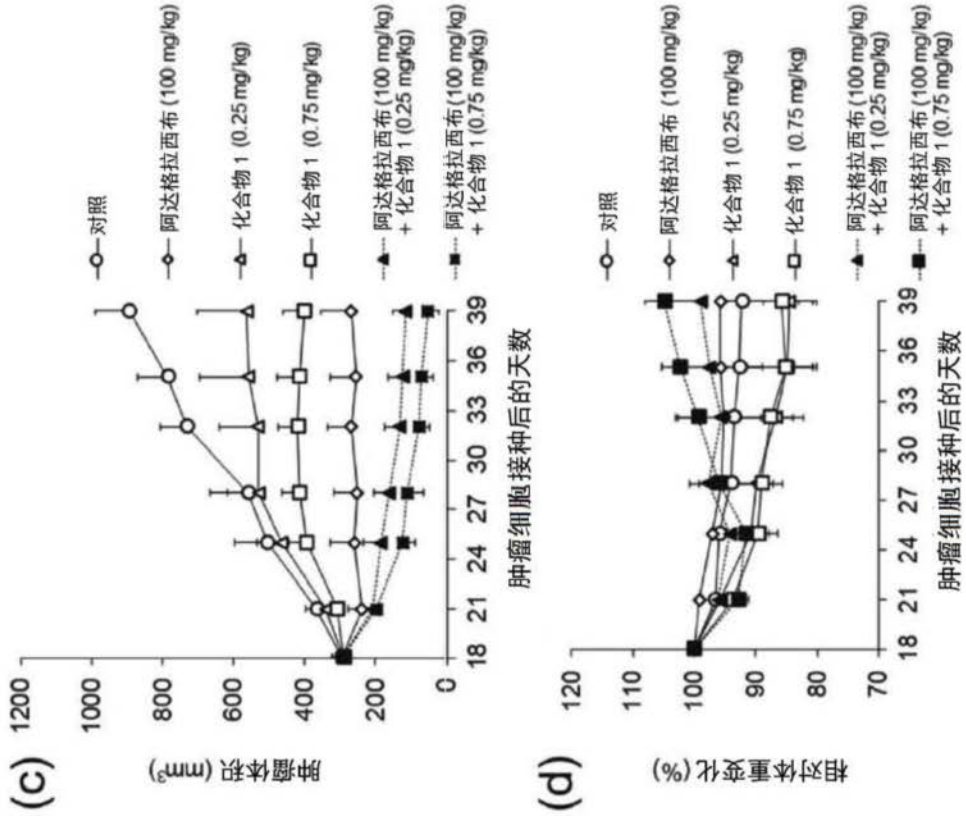 (c)
肿瘤体积 (mm³)
1200
1000
800
600
400
200
0
18
21
24
27
30
33
36
39
肿瘤细胞接种后的天数
对照
阿达格拉西布 (100 mg/kg)
化合物 1 (0.25 mg/kg)
化合物 1 (0.75 mg/kg)
阿达格拉西布 (100 mg/kg)
+ 化合物 1 (0.25 mg/kg)
阿达格拉西布 (100 mg/kg)
+ 化合物 1 (0.75 mg/kg)
(d)
相对体重变化 (%)
120
110
100
90
80
70
18
21
24
27
30
33
36
39
肿瘤细胞接种后的天数
对照
阿达格拉西布 (100 mg/kg)
化合物 1 (0.25 mg/kg)
化合物 1 (0.75 mg/kg)
阿达格拉西布 (100 mg/kg)
+ 化合物 1 (0.25 mg/kg)
阿达格拉西布 (100 mg/kg)
+ 化合物 1 (0.75 mg/kg)